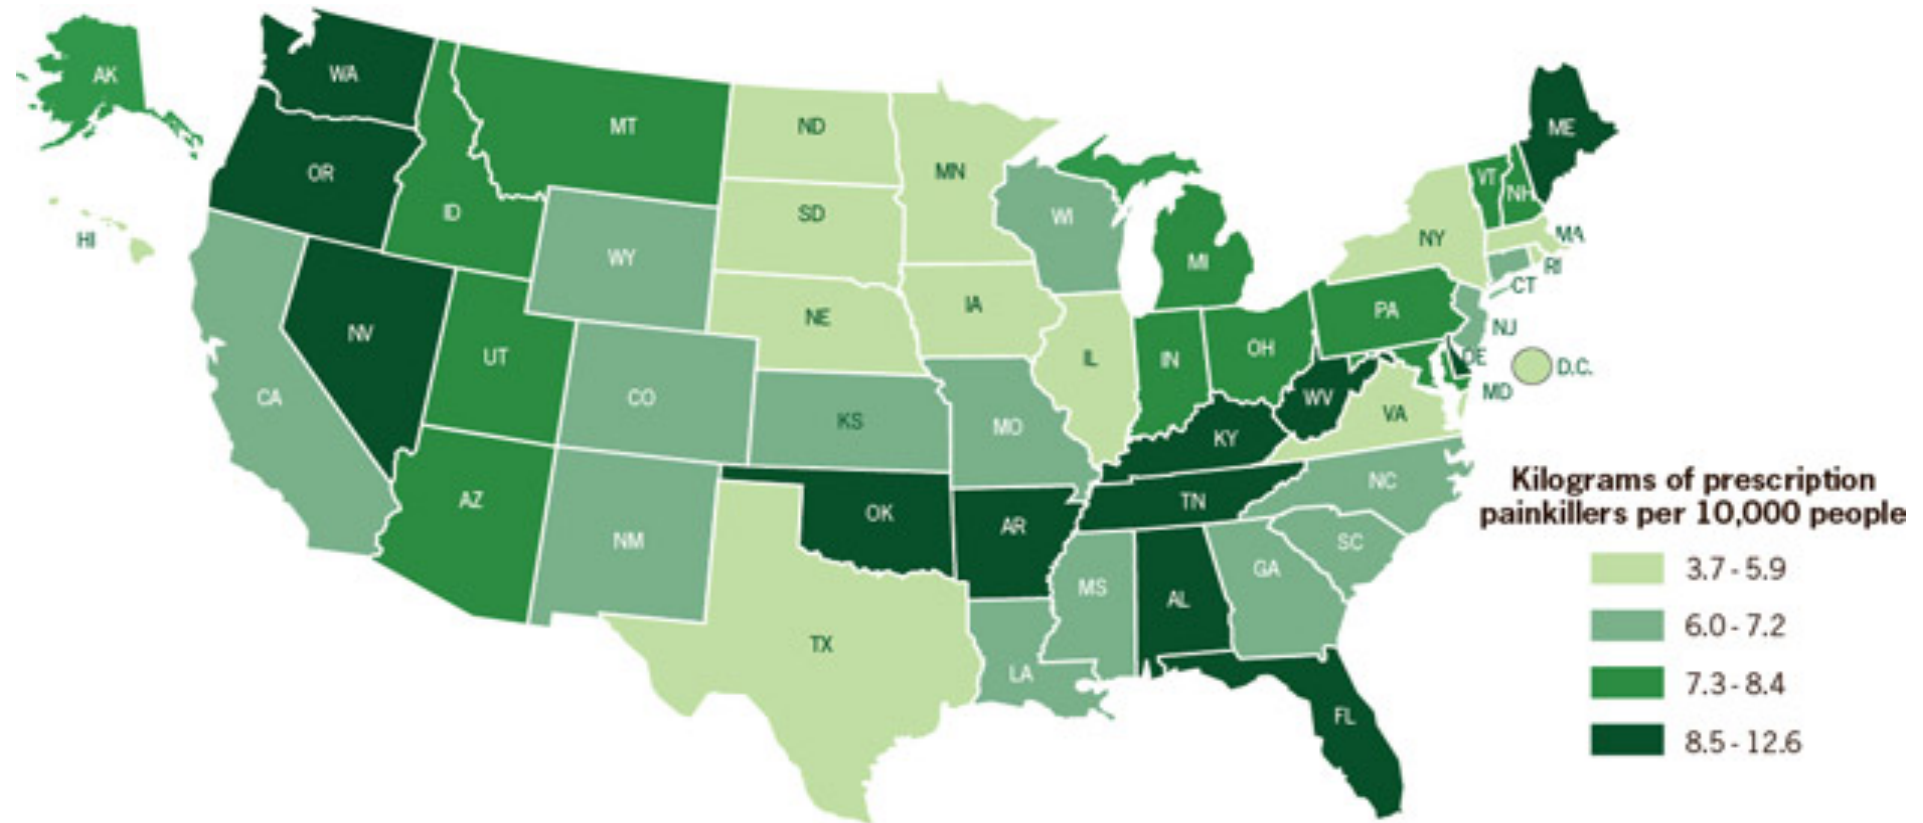 AK
WA
MT
ND
MN
ME
OR
ID
SD
WI
VT
NH
HI
WY
NY
MA
MI
RI
NE
IA
CT
PA
NJ
NV
UT
IL
IN
OH
DE
D.C.
CA
CO
KS
MO
WV
MD
VA
KY
AZ
NM
OK
AR
TN
NC
Kilograms of prescription
painkillers per 10,000 people
SC
MS
AL
GA
3.7 - 5.9
TX
LA
6.0 - 7.2
FL
7.3 - 8.4
8.5 - 12.6